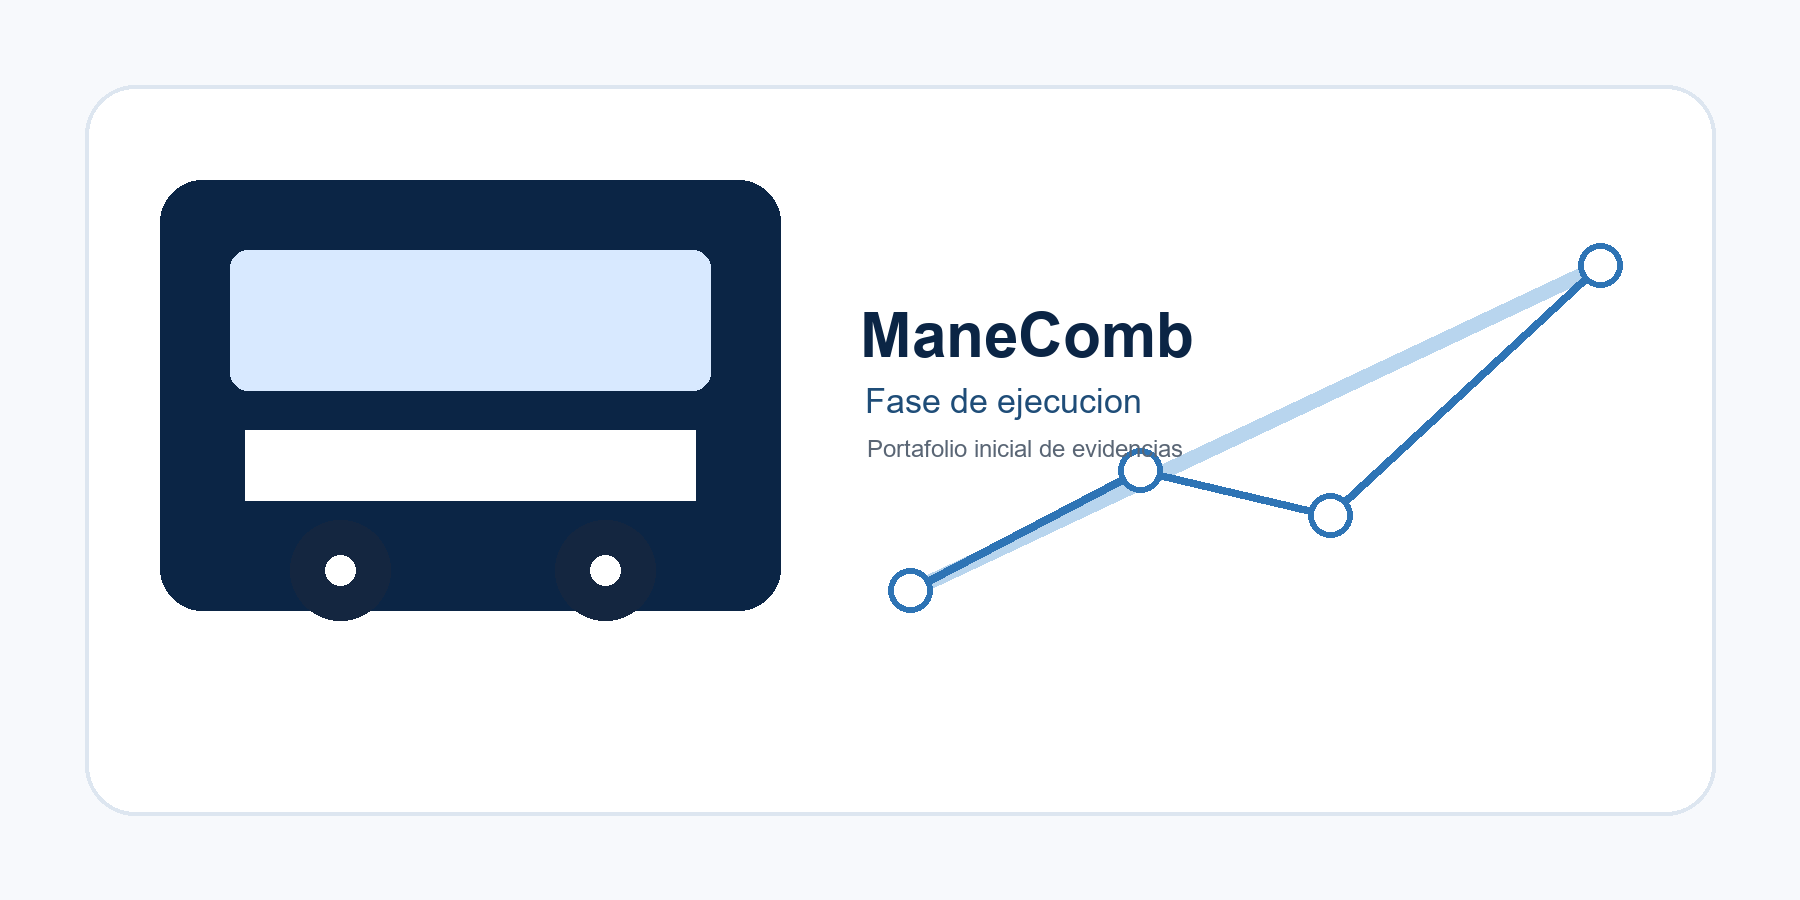 ManeComb
Fase de ejecucion
Portafolio inicial de evidencias